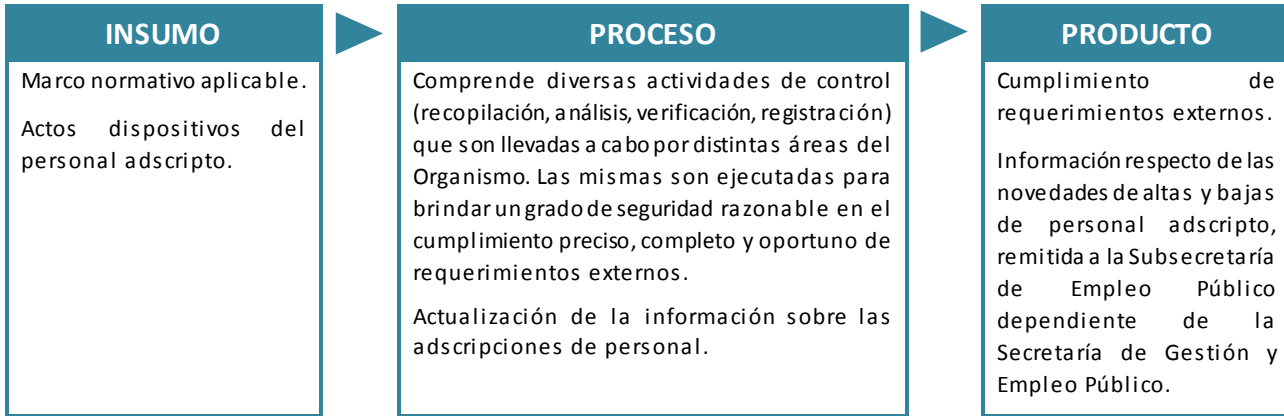 INSUMO
Marco normativo aplicable.
Actos dispositivos del
personal adscripto.
PROCESO
Comprende diversas actividades de control
(recopilación, análisis, verificación, registración)
que son llevadas a cabo por distintas áreas del
Organismo. Las mismas son ejecutadas para
brindar un grado de seguridad razonable en el
cumplimiento preciso, completo y oportuno de
requerimientos externos.
Actualización de la información sobre las
adscripciones de personal.
PRODUCTO
Cumplimiento de
requerimientos externos.
Información respecto de las
novedades de altas y bajas
de personal adscripto,
remitida a la Subsecretaría
de Empleo Público
dependiente de la
Secretaría de Gestión y
Empleo Público.